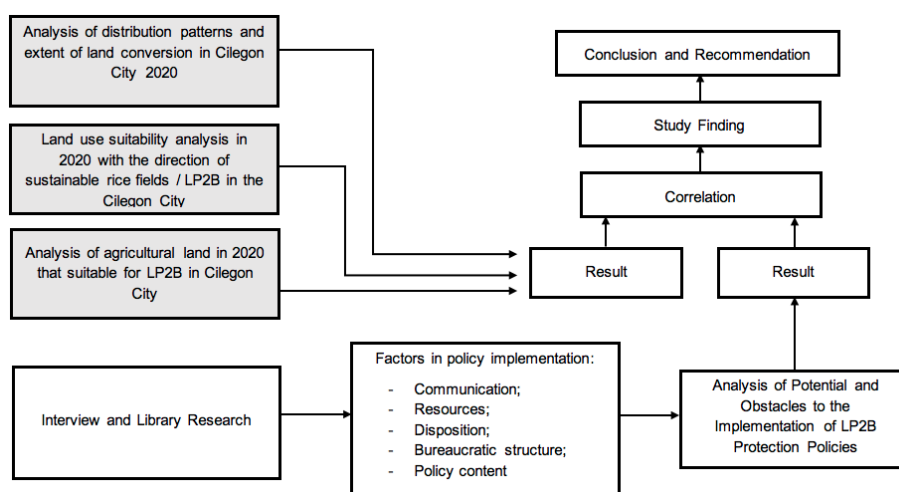 Analysis of distribution patterns and
extent of land conversion in Cilegon
City 2020
Land use suitability analysis in
2020 with the direction of
sustainable rice fields / LP2B in the
Cilegon City
Analysis of agricultural land in 2020
that suitable for LP2B in Cilegon
City
Conclusion and Recommendation
Study Finding
Correlation
Result
Result
Interview and Library Research
Factors in policy implementation:
- Communication;
- Resources;
- Disposition;
- Bureaucratic structure;
- Policy content
Analysis of Potential and
Obstacles to the
Implementation of LP2B
Protection Policies